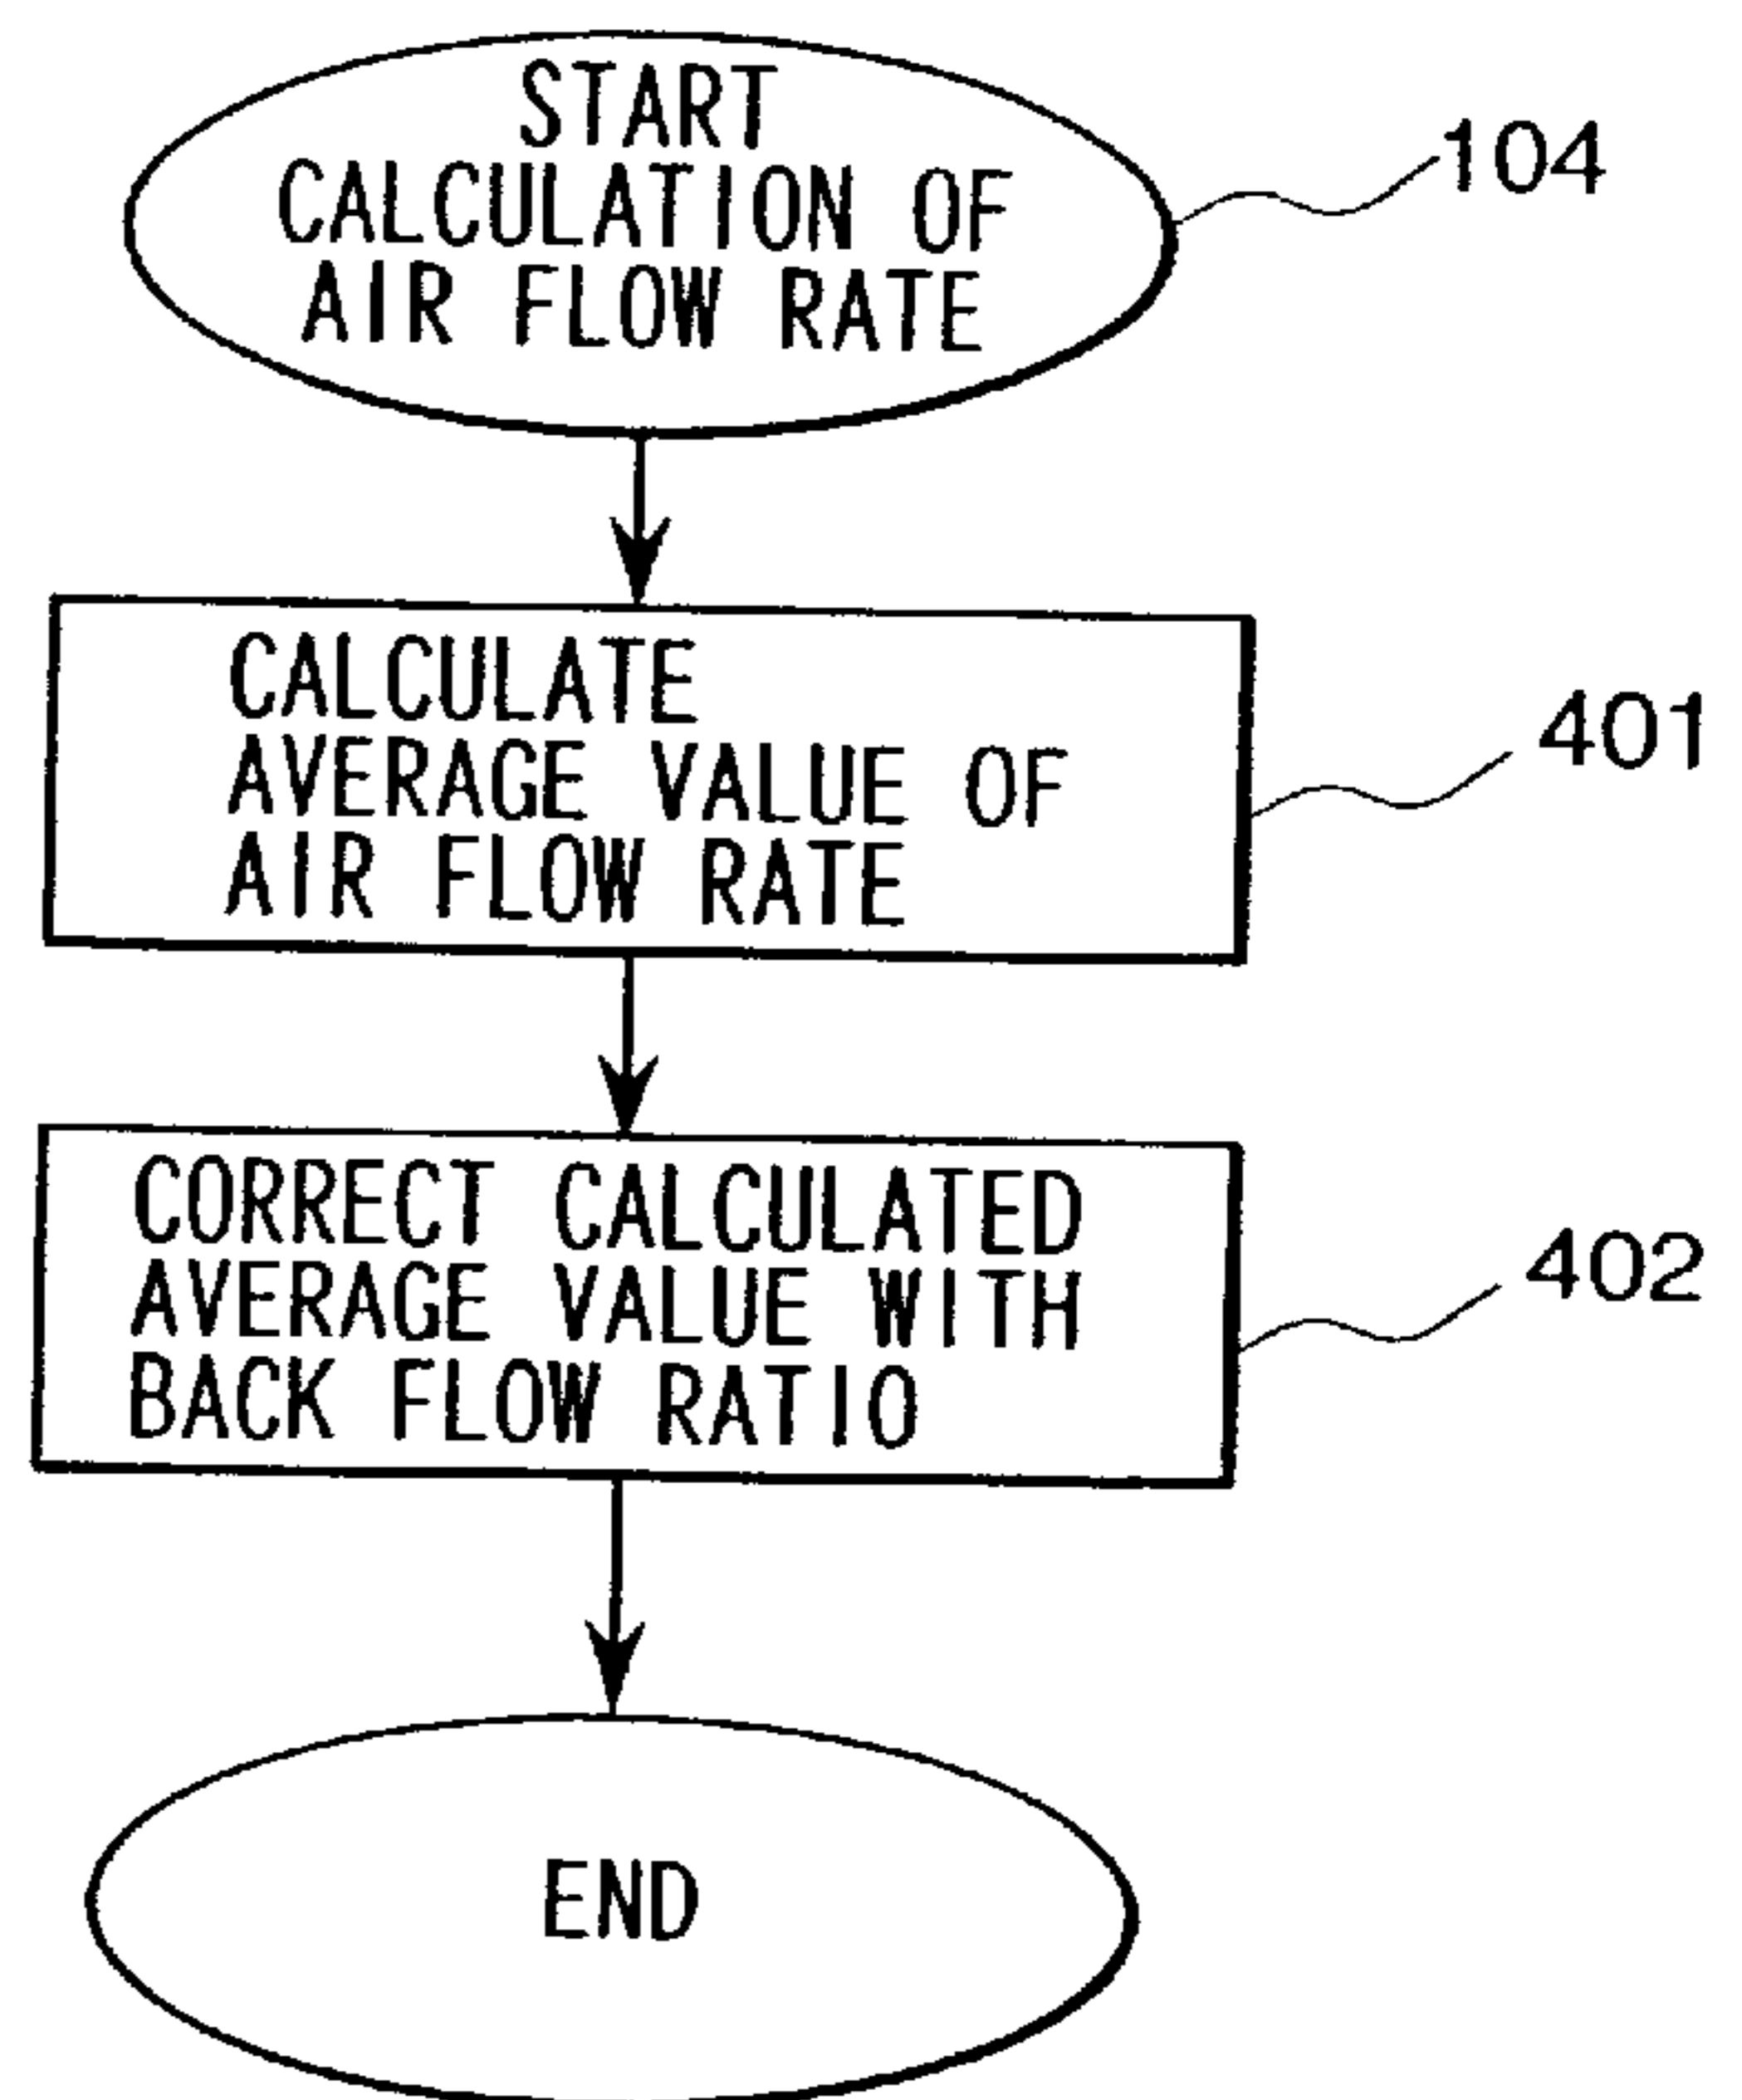 START
CALCULATION OF
AIR FLOW RATE
104
CALCULATE
AVERAGE VALUE OF
AIR FLOW RATE
401
CORRECT CALCULATED
AVERAGE VALUE WITH
BACK FLOW RATIO
402
END